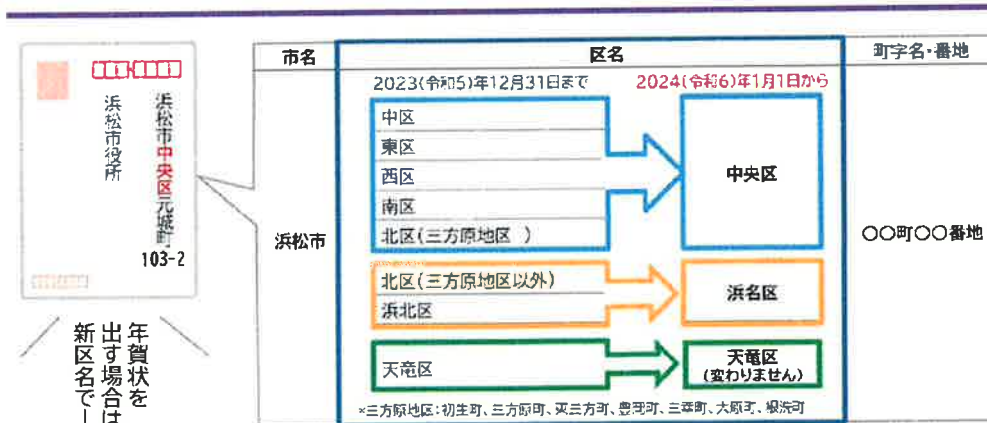 浜松市中央区元城町
103-2
浜松市役所
年賀状を
出す場合は
新区名でー
市名
区名
町字名・番地
2023(令和5)年12月31日まで
2024(令和6)年1月1日から
浜松市
中区
東区
西区
南区
北区(三方原地区 )
中央区
〇〇町〇〇番地
北区(三方原地区以外)
浜北区
浜名区
天竜区
天竜区
(変わりません)
*三方原地区:初生町、三方原町、東三方町、豊岡町、三幸町、大原町、根洗町